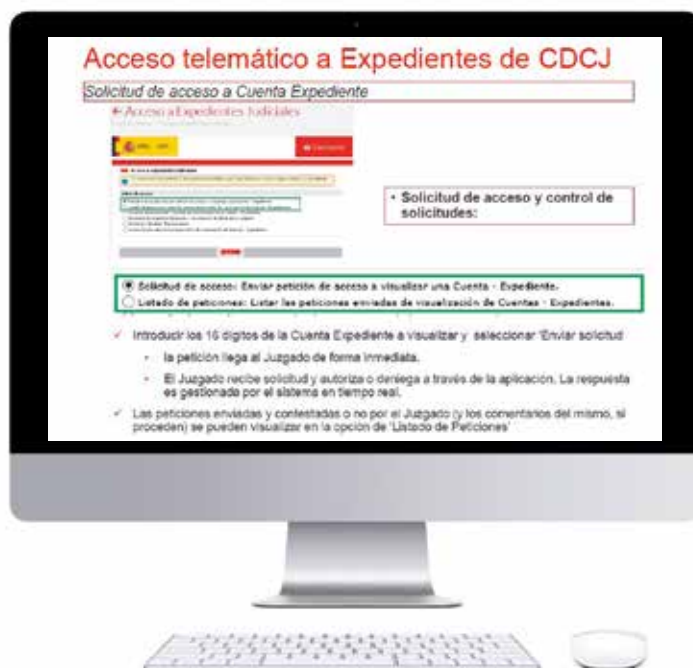 Acceso telemático a Expedientes de CDCJ
Solicitud de acceso a Cuenta Expediente
Acceso a Expedientes Judiciales
• Solicitud de acceso y control de
solicitudes:
Solicitud de acceso: Enviar petición de acceso a visualizar una Cuenta - Expediente.
Listado de peticiones: Listar las peticiones enviadas de visualización de Cuentas - Expedientes.
✓ Introducir los 16 dígitos de la Cuenta Expediente a visualizar y seleccionar 'Enviar solicitud
• la petición llega al Juzgado de forma inmediata.
• El Juzgado recibe solicitud y autoriza o deniega a través de la aplicación. La respuesta
es gestionada por el sistema en tiempo real.
✓ Las peticiones enviadas y contestadas o no por el Juzgado (y los comentarios del mismo, si
proceden) se pueden visualizar en la opción de 'Listado de Peticiones'